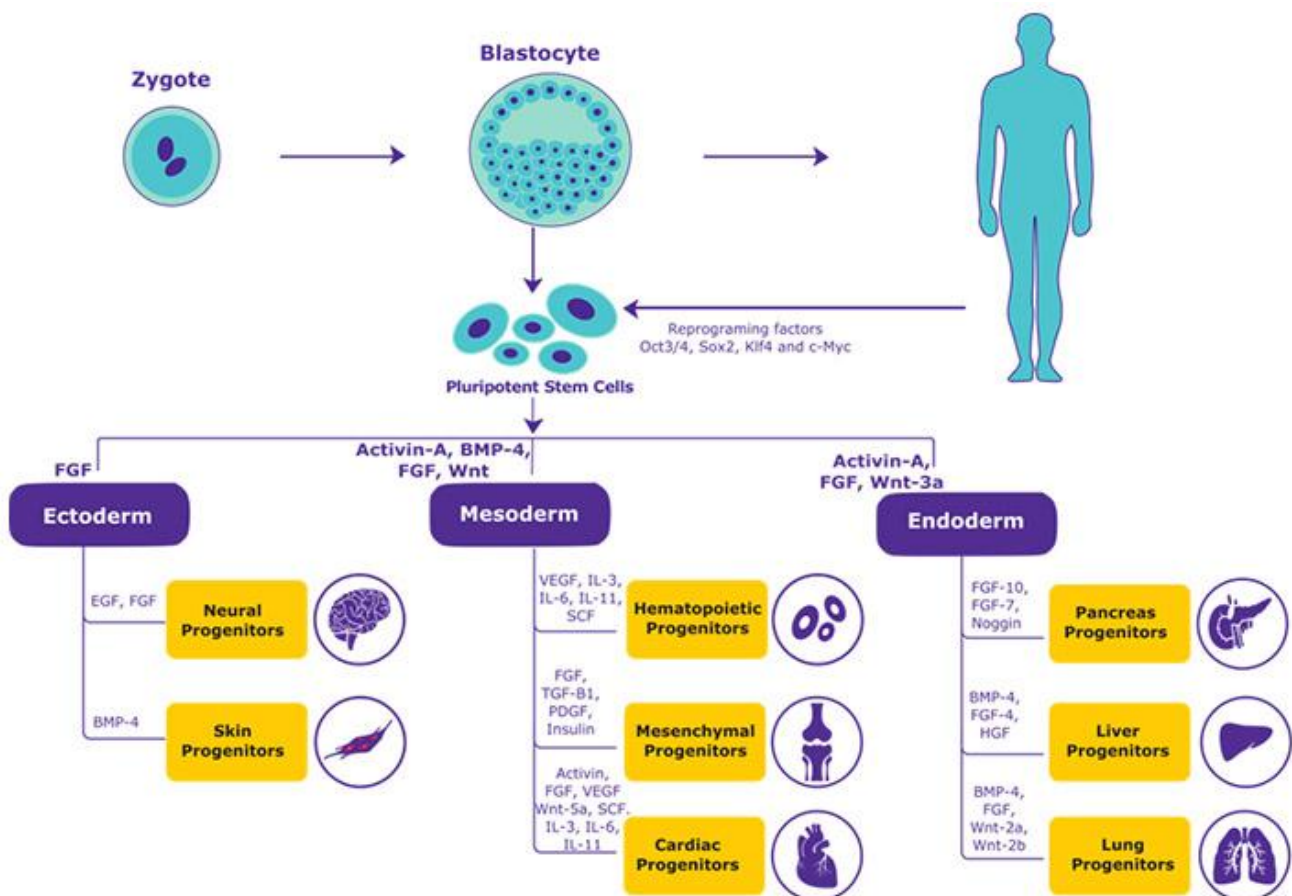 Zygote
Blastocyte
Reprograming factors
Oct3/4, Sox2, Klf4 and c-Myc
Pluripotent Stem Cells
FGF
Activin-A, BMP-4,
FGF, Wnt
Activin-A,
FGF, Wnt-3a
Ectoderm
Mesoderm
Endoderm
EGF, FGF
Neural
Progenitors
BMP-4
Skin
Progenitors
VEGF, IL-3,
IL-6, IL-11,
SCF
Hematopoietic
Progenitors
FGF,
TGF-B1,
PDGF,
Insulin
Mesenchymal
Progenitors
Activin,
FGF, VEGF
Wnt-5a, SCF.
IL-3, IL-6,
IL-11
Cardiac
Progenitors
FGF-10,
FGF-7,
Noggin
Pancreas
Progenitors
BMP-4,
FGF-4,
HGF
Liver
Progenitors
BMP-4,
FGF,
Wnt-2a,
Wnt-2b
Lung
Progenitors